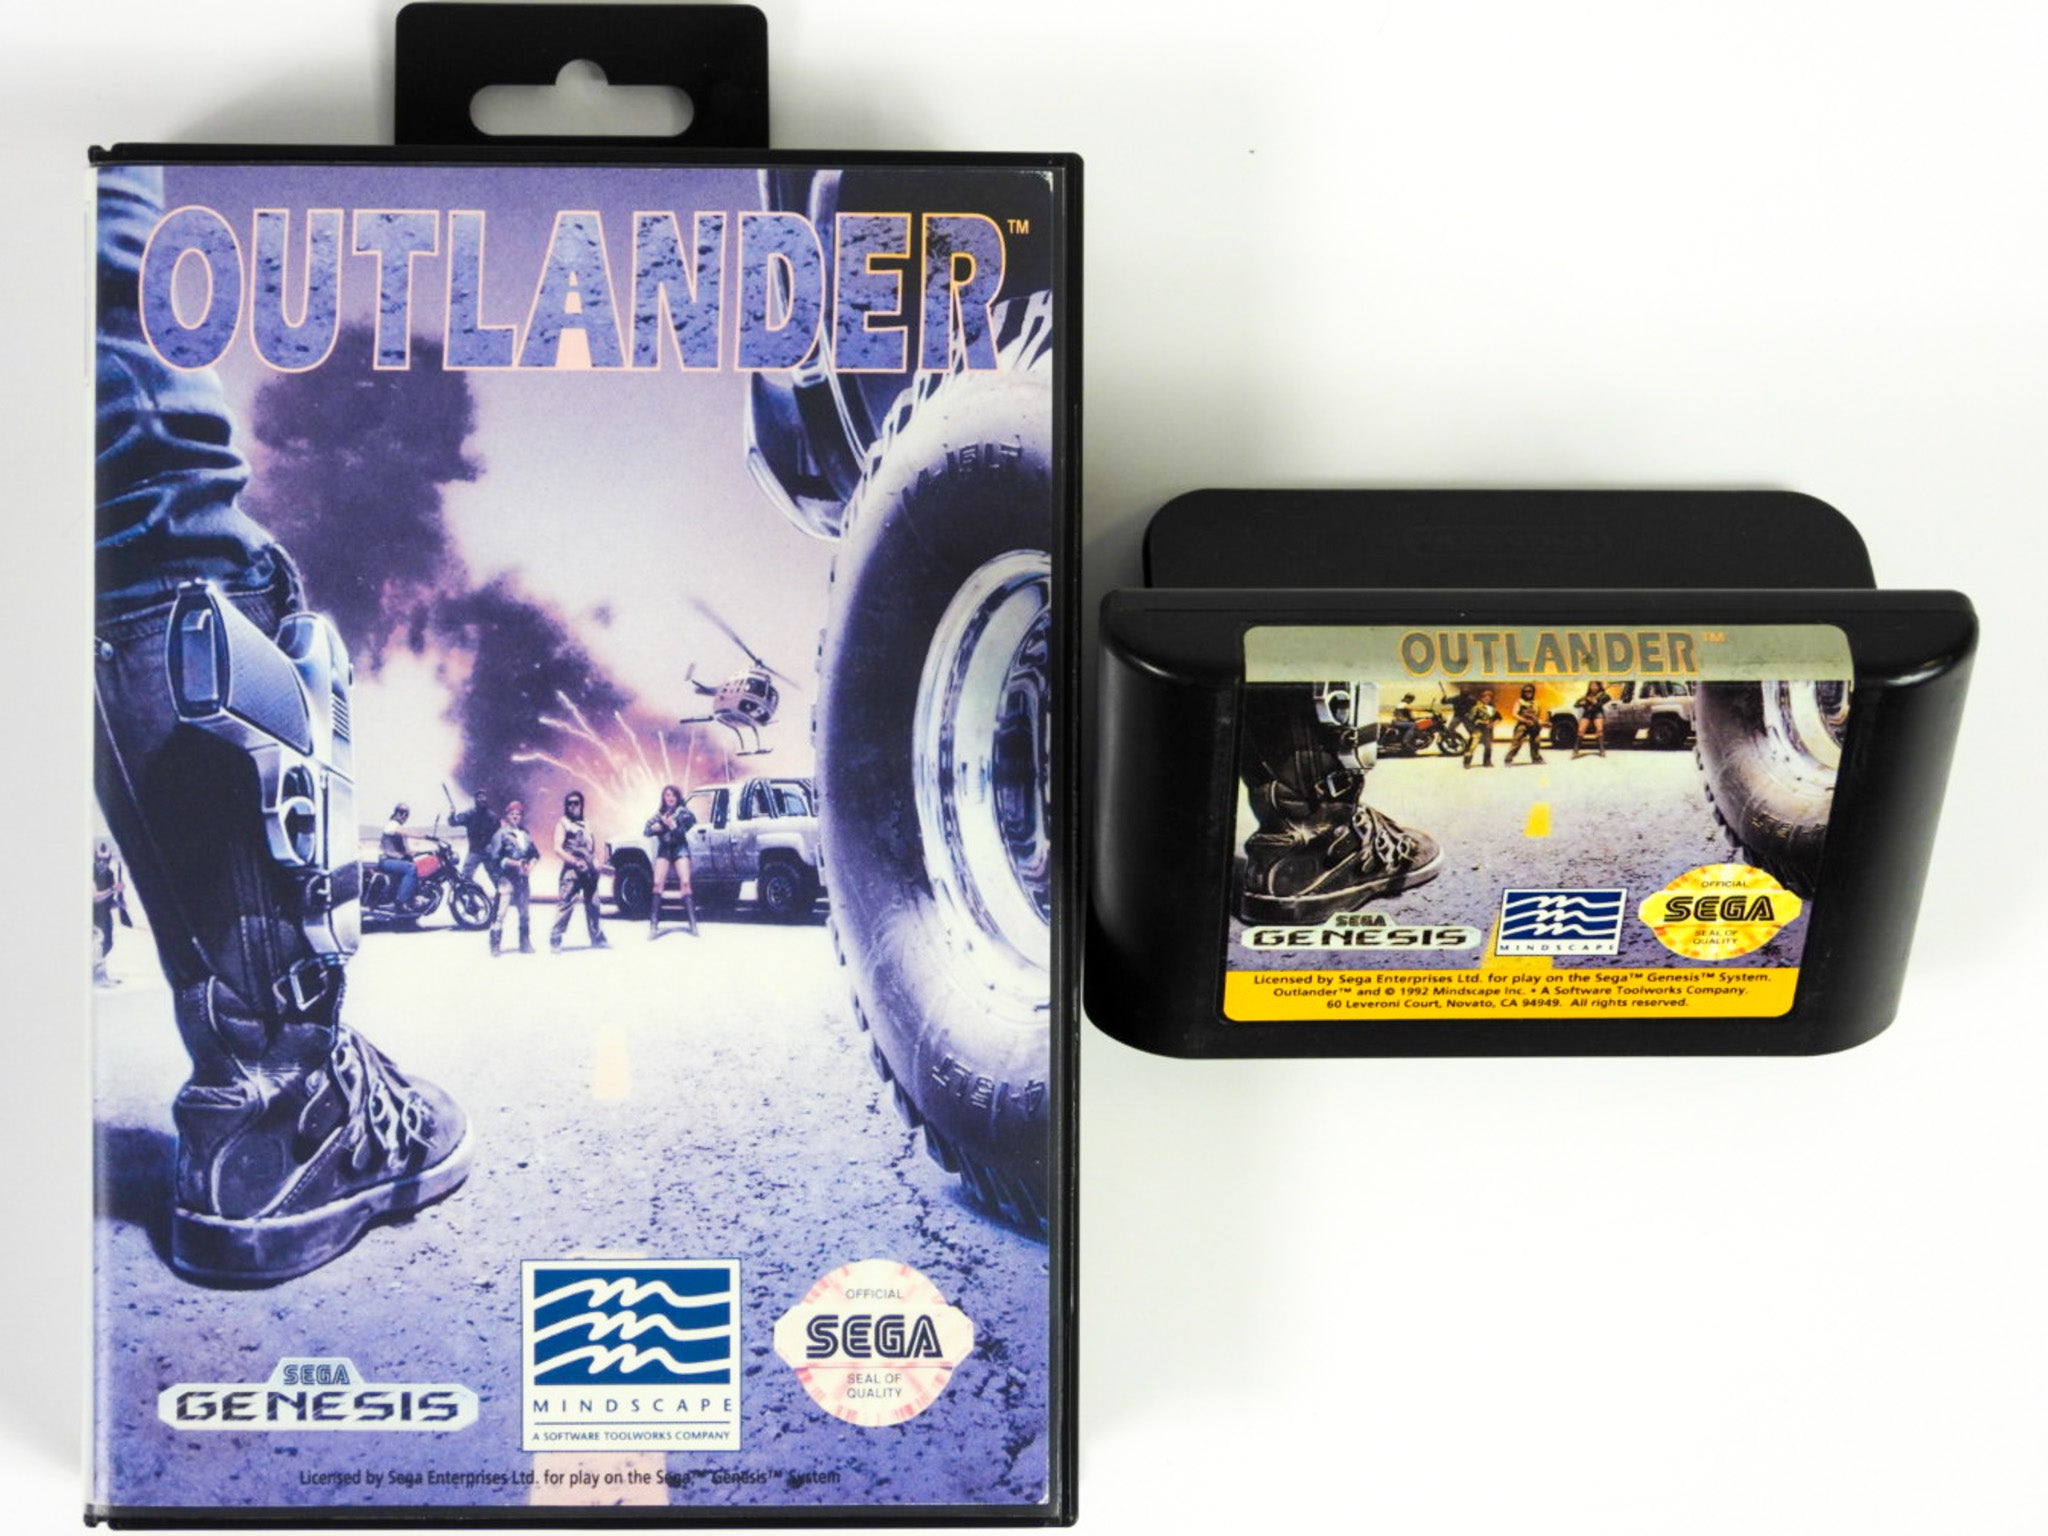 OUTLANDER™
SEGA
GENESIS
MINDSCAPE
A SOFTWARE TOOLWORKS COMPANY
OFFICIAL
SEGA
SEAL OF
QUALITY
Licensed by Sega Enterprises Ltd. for play on the Sega™ Genesis™ System
OUTLANDER™
SEGA
GENESIS
MINDSCAPE
OFFICIAL
SEGA
SEAL OF
QUALITY
Licensed by Sega Enterprises Ltd. for play on the Sega™ Genesis™ System.
Outlander™ and © 1992 Mindscape Inc. • A Software Toolworks Company.
60 Leveroni Court, Novato, CA 94949. All rights reserved.